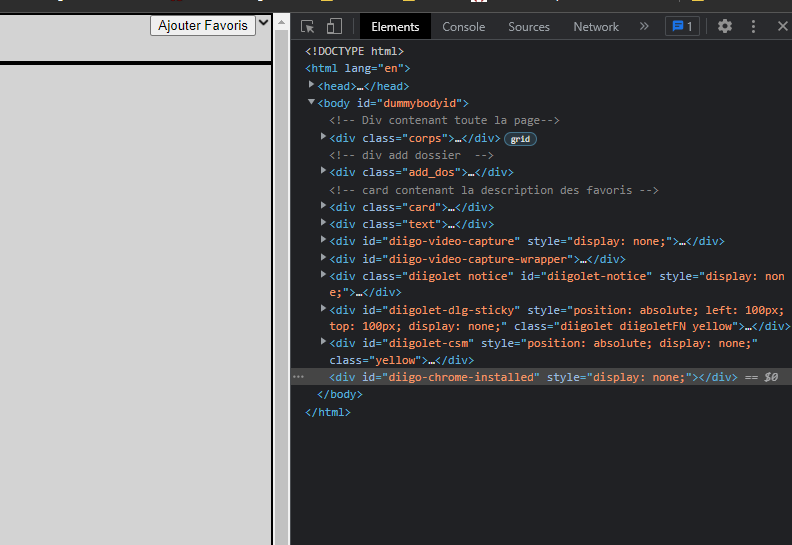 Ajouter Favoris
Elements Console Sources Network » 1
<!DOCTYPE html>
<html lang="en">
<head>…</head>
<body id="dummybodyid">
<!-- Div contenant toute la page-->
<div class="corps">…</div> grid
<!-- div add dossier  -->
<div class="add_dos">…</div>
<!-- card contenant la description des favoris -->
<div class="card">…</div>
<div class="text">…</div>
<div id="diigo-video-capture" style="display: none;">…</div>
<div id="diigo-video-capture-wrapper">…</div>
<div class="diigolet notice" id="diigolet-notice" style="display: non
e;">…</div>
<div id="diigolet-dlg-sticky" style="position: absolute; left: 100px;
top: 100px; display: none;" class="diigolet diigoletFN yellow">…</div>
<div id="diigolet-csm" style="position: absolute; display: none;"
class="yellow">…</div>
<div id="diigo-chrome-installed" style="display: none;"></div> == $0
</body>
</html>